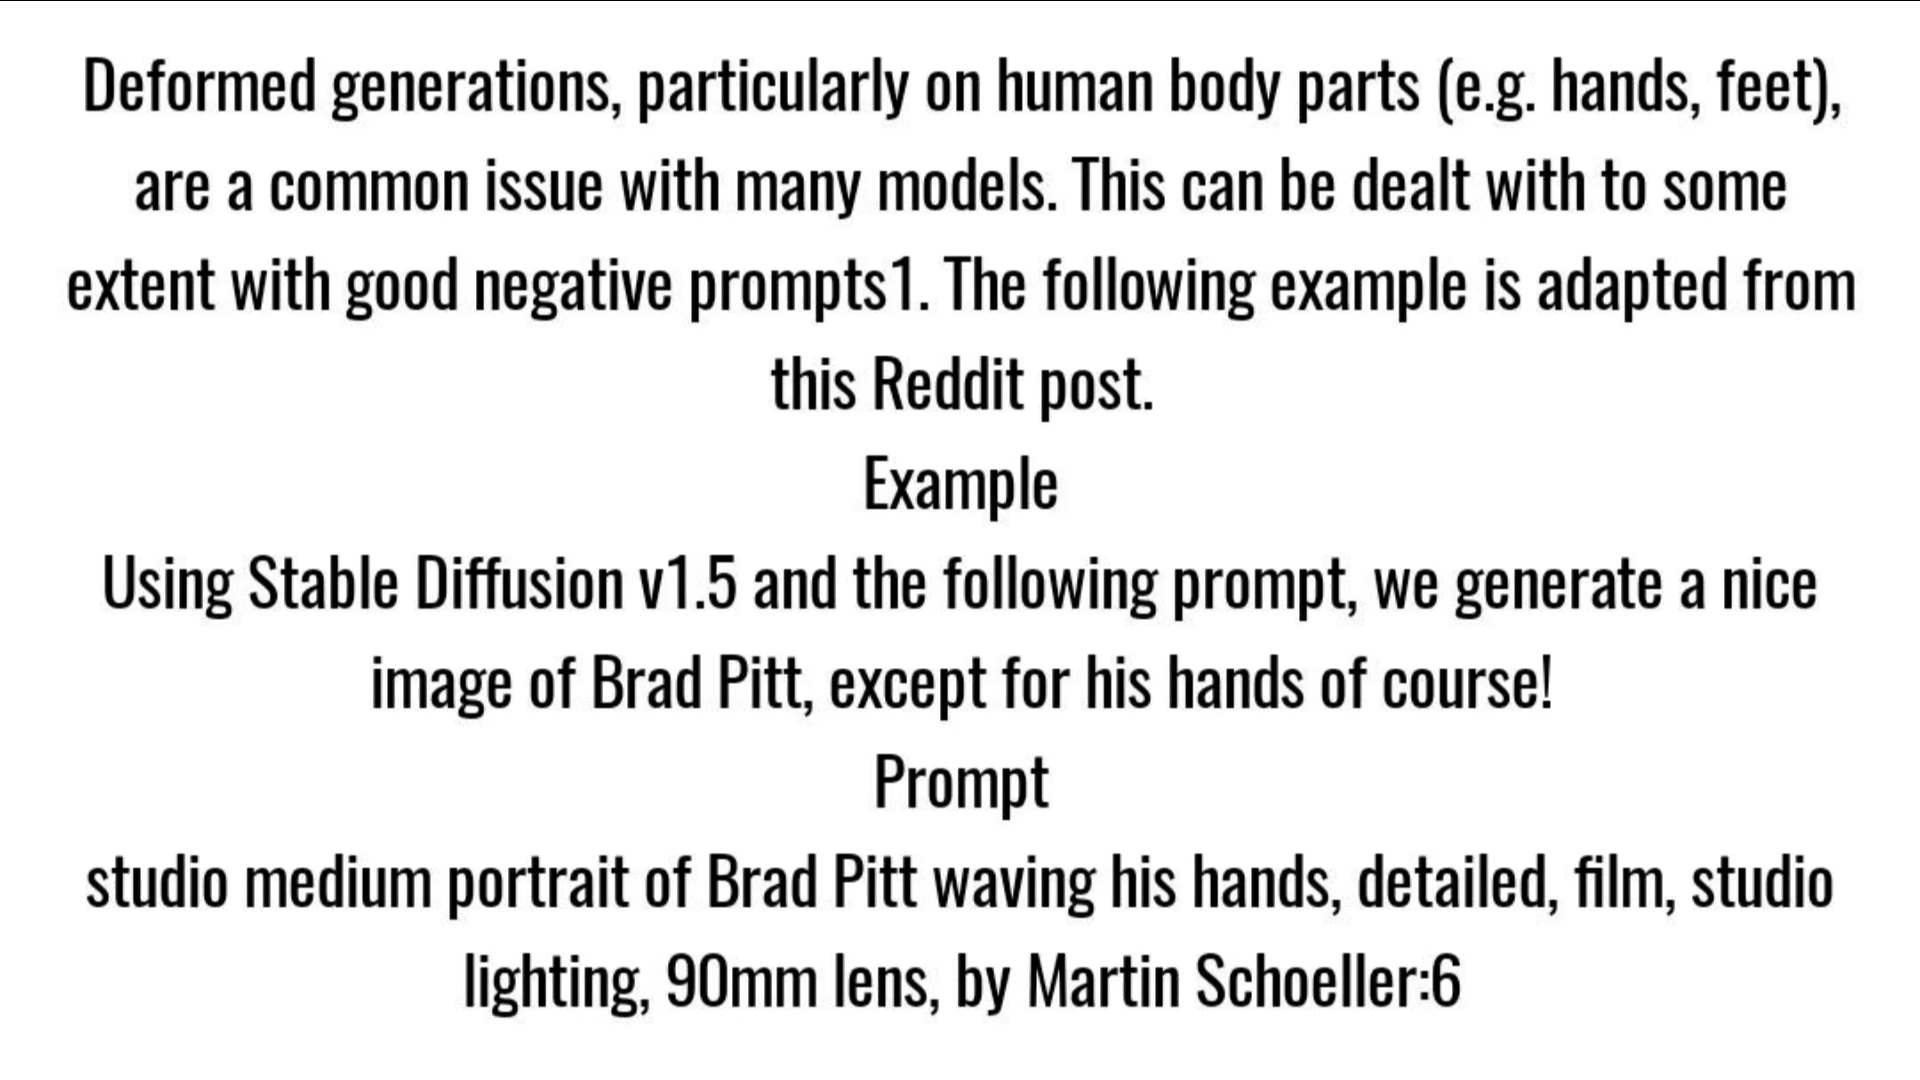 Deformed generations, particularly on human body parts (e.g. hands, feet),
are a common issue with many models. This can be dealt with to some
extent with good negative prompts1. The following example is adapted from
this Reddit post.
Example
Using Stable Diffusion v1.5 and the following prompt, we generate a nice
image of Brad Pitt, except for his hands of course!
Prompt
studio medium portrait of Brad Pitt waving his hands, detailed, film, studio
lighting, 90mm lens, by Martin Schoeller:6